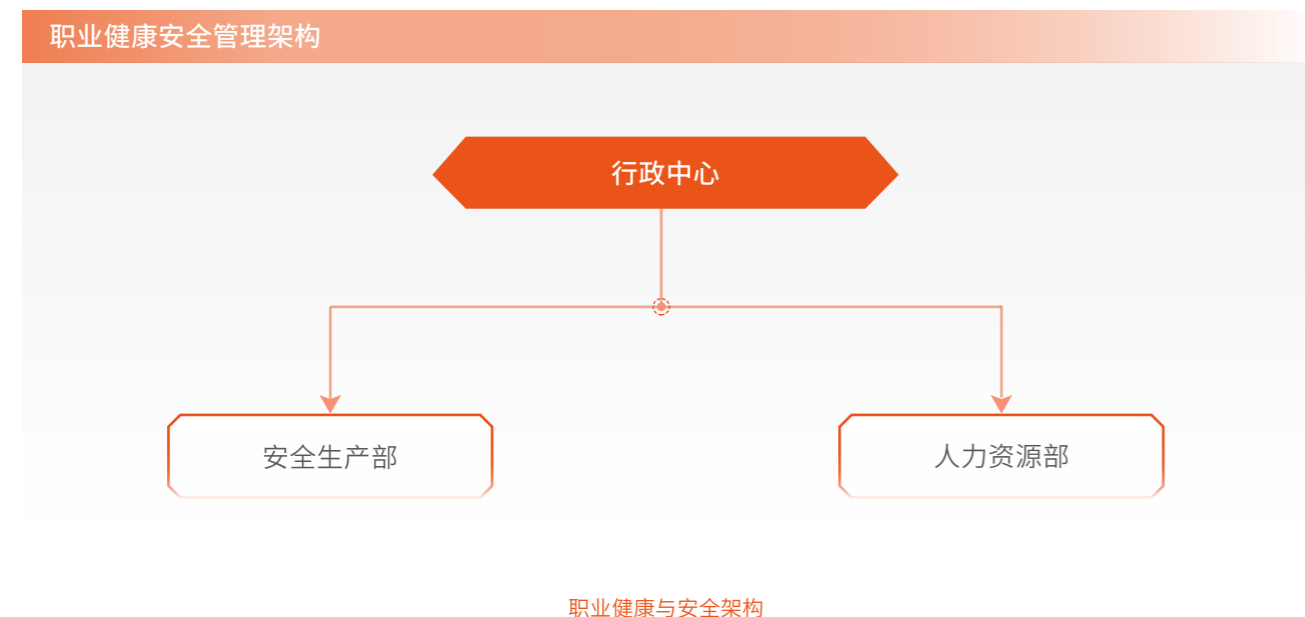 职业健康安全管理架构
行政中心
安全生产部
人力资源部
职业健康与安全架构